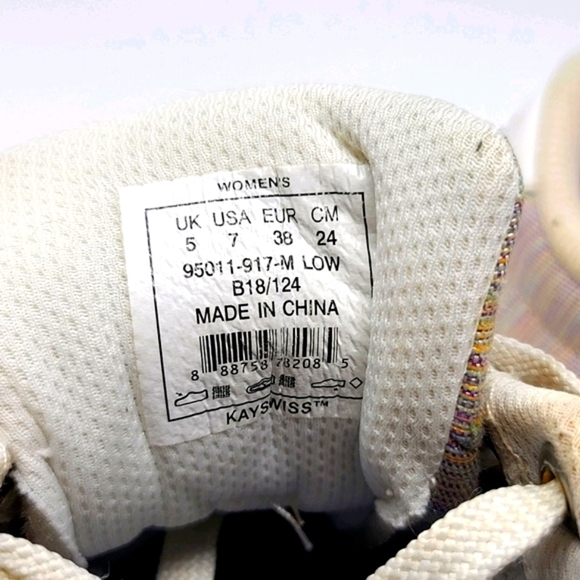 WOMEN'S
UK USA EUR CM
5 7 38 24
95011-917-M LOW
B18/124
MADE IN CHINA
8 88758 78208 5
KAYSWISS™